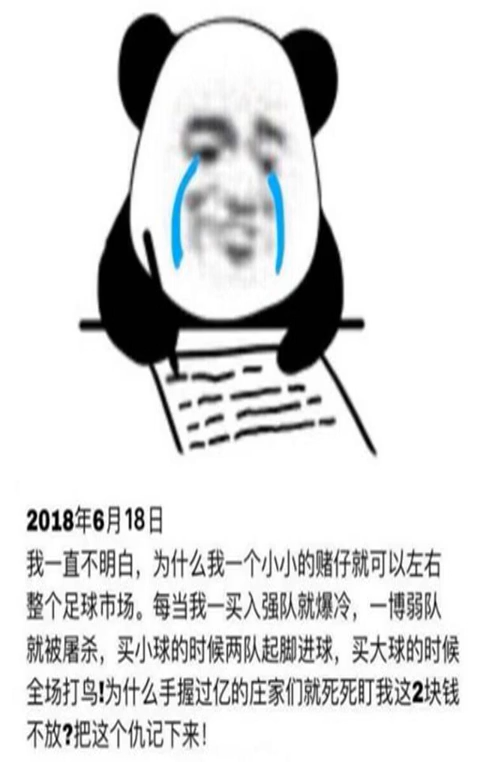 2018年6月18日
我一直不明白，为什么我一个小小的赌仔就可以左右
整个足球市场。每当我一买入强队就爆冷，一博弱队
就被屠杀，买小球的时候两队起脚进球，买大球的时候
全场打鸟!为什么手握过亿的庄家们就死死盯我这2块钱
不放?把这个仇记下来！